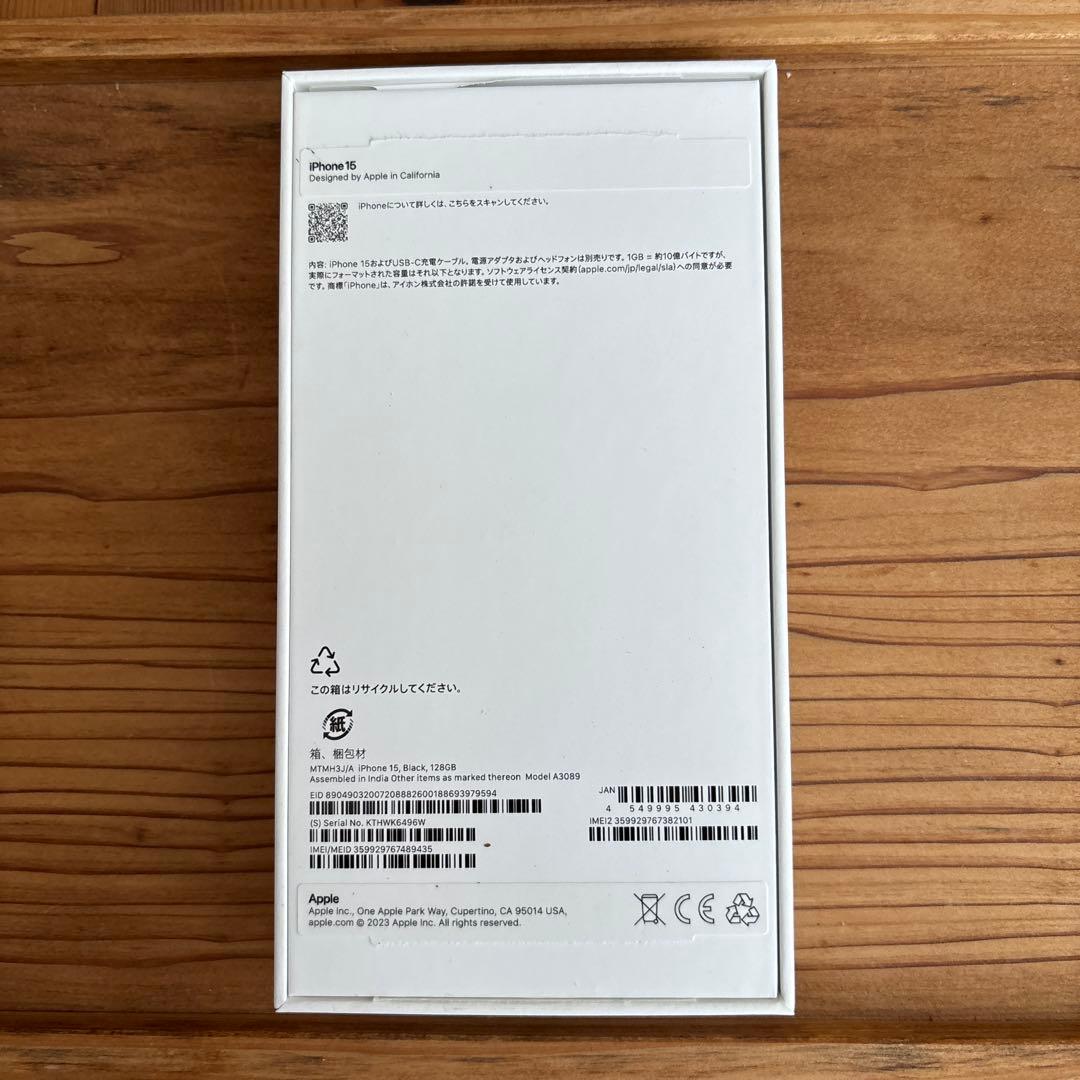 iPhone 15
Designed by Apple in California
iPhoneについて詳しくは、こちらをスキャンしてください。
内容: iPhone 15およびUSB-C充電ケーブル。電源アダプタおよびヘッドフォンは別売りです。1GB = 約10億バイトですが、
実際にフォーマットされた容量はそれ以下となります。ソフトウェアライセンス契約(apple.com/jp/legal/sla)への同意が必要
です。商標「iPhone」は、アイホン株式会社の許諾を受けて使用しています。
この箱はリサイクルしてください。
紙
箱、梱包材
MTMH3J/A iPhone 15, Black, 128GB
Assembled in India Other items as marked thereon Model A3089
EID 89049032007208882600188693979594
JAN
4 549995 430394
(S) Serial No. KTHWK6496W
IMEI2 359929767382101
IMEI/MEID 359929767489435
Apple
Apple Inc., One Apple Park Way, Cupertino, CA 95014 USA,
apple.com © 2023 Apple Inc. All rights reserved.
CE